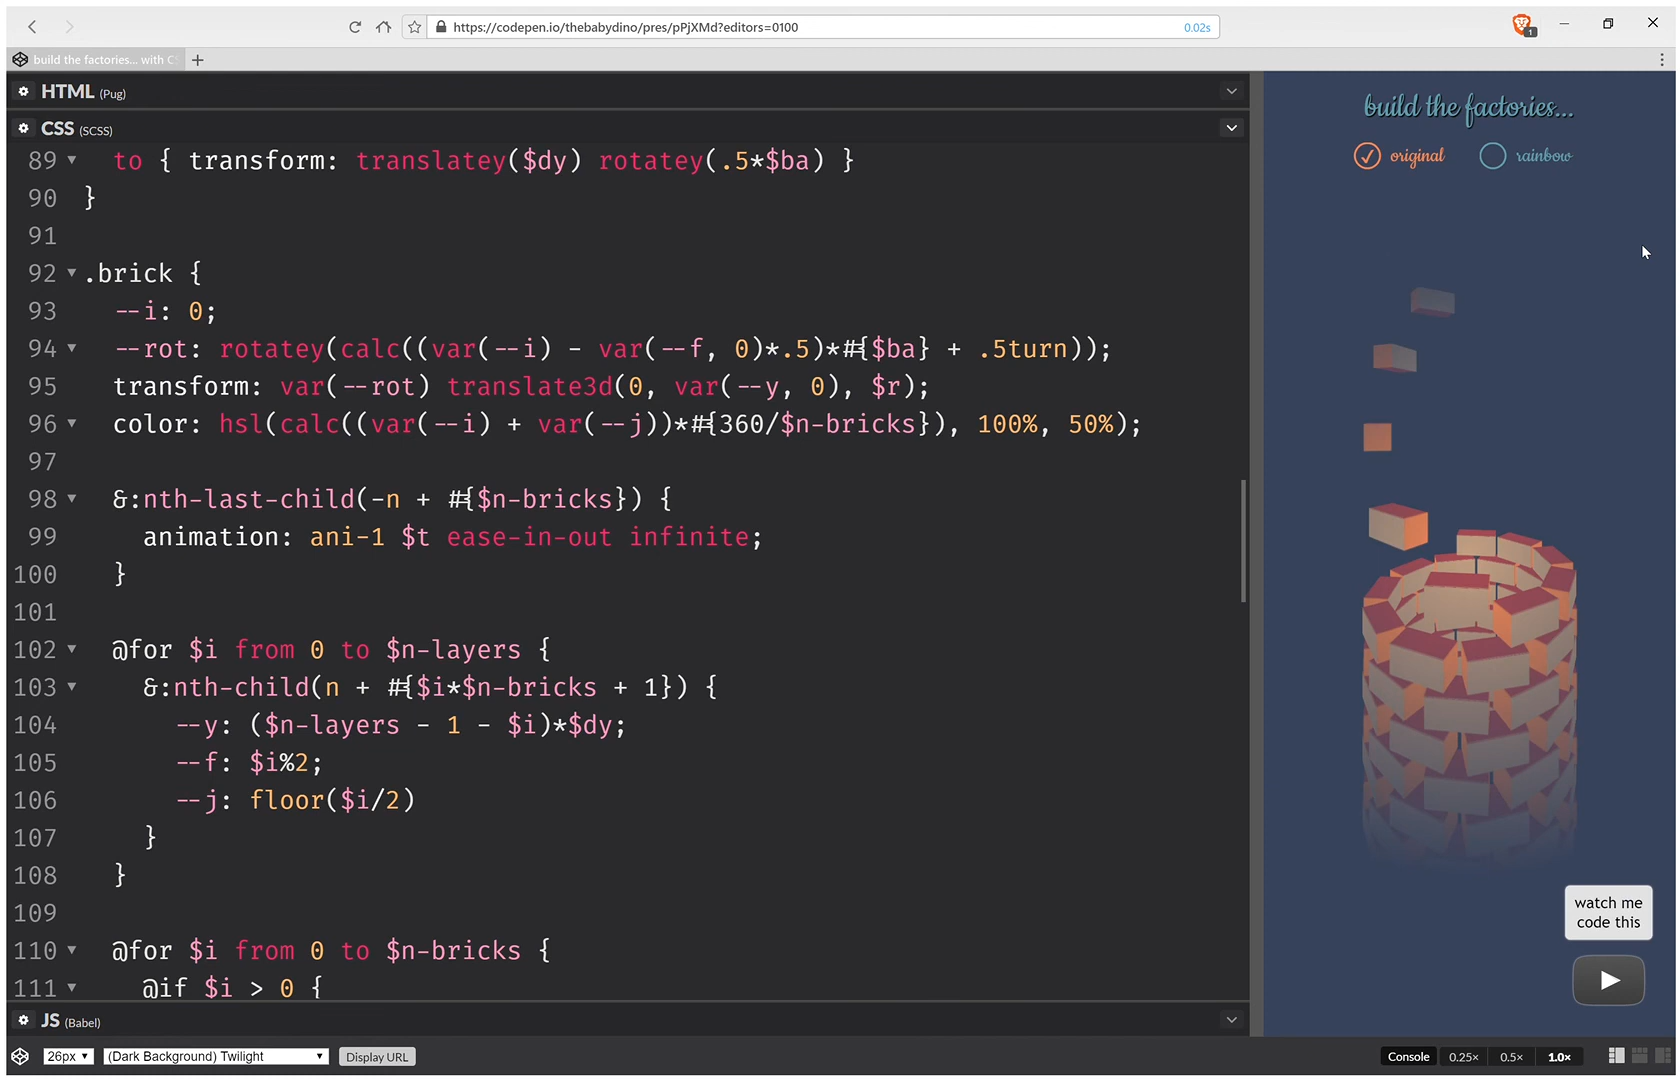 https://codepen.io/thebabydino/pres/pPjXMd?editors=0100
0.02s
1
build the factories... with C
HTML (Pug)
CSS (SCSS)
89 to { transform: translatey($dy) rotatey(.5*$ba) }
90 }
91
92 .brick {
93 --i: 0;
94 --rot: rotatey(calc((var(--i) - var(--f, 0)*.5)*#{$ba} + .5turn));
95 transform: var(--rot) translate3d(0, var(--y, 0), $r);
96 color: hsl(calc((var(--i) + var(--j))*#{360/$n-bricks}), 100%, 50%);
97
98 &:nth-last-child(-n + #{$n-bricks}) {
99 animation: ani-1 $t ease-in-out infinite;
100 }
101
102 @for $i from 0 to $n-layers {
103 &:nth-child(n + #{$i*$n-bricks + 1}) {
104 --y: ($n-layers - 1 - $i)*$dy;
105 --f: $i%2;
106 --j: floor($i/2)
107 }
108 }
109
110 @for $i from 0 to $n-bricks {
111 @if $i > 0 {
JS (Babel)
26px
(Dark Background) Twilight
Display URL
build the factories...
original
rainbow
watch me
code this
Console
0.25×
0.5×
1.0×